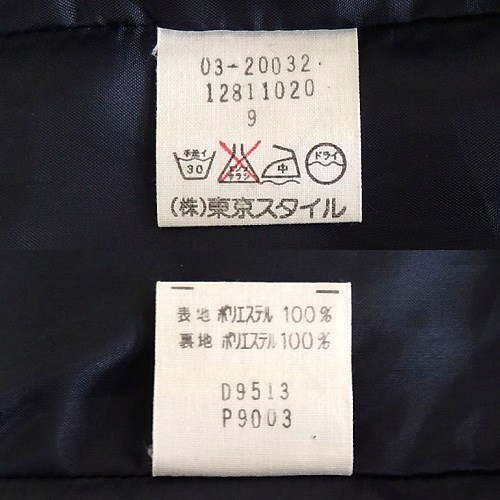 03-20032
12811020
9
手洗イ 30 エンソサラシ 中 ドライ
(株)東京スタイル
表地 ポリエステル 100%
裏地 ポリエステル 100%
D9513
P9003